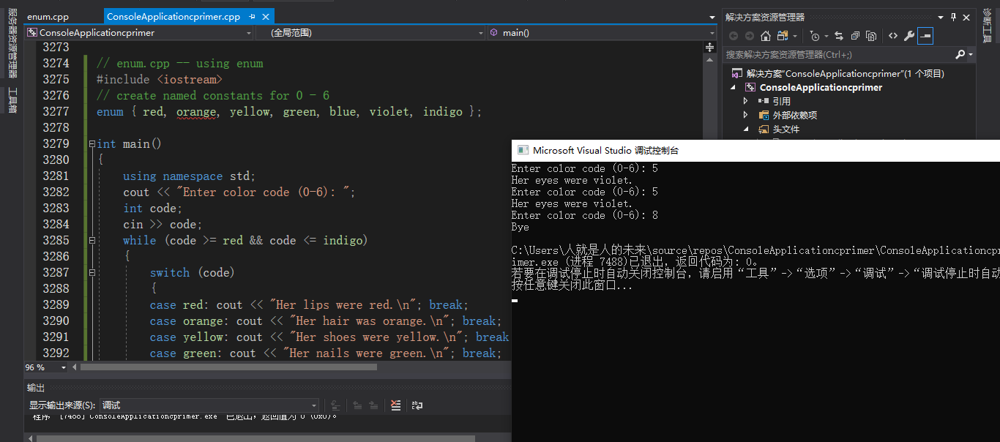 enum.cpp
ConsoleApplicationcprimer.cpp
ConsoleApplicationcprimer
(全局范围)
main()
3273
3274 // enum.cpp -- using enum
3275 #include <iostream>
3276 // create named constants for 0 - 6
3277 enum { red, orange, yellow, green, blue, violet, indigo };
3278
3279 int main()
3280 {
3281 using namespace std;
3282 cout << "Enter color code (0-6): ";
3283 int code;
3284 cin >> code;
3285 while (code >= red && code <= indigo)
3286 {
3287 switch (code)
3288 {
3289 case red: cout << "Her lips were red.\n"; break;
3290 case orange: cout << "Her hair was orange.\n"; break;
3291 case yellow: cout << "Her shoes were yellow.\n"; break
3292 case green: cout << "Her nails were green.\n"; break;
96 %
输出
显示输出来源(S): 调试
程序 "[7488] ConsoleApplicationcprimer.exe" 已退出，返回值为 0 (0x0)。
服务器资源管理器
工具箱
解决方案资源管理器
搜索解决方案资源管理器(Ctrl+;)
解决方案"ConsoleApplicationcprimer"(1 个项目)
ConsoleApplicationcprimer
引用
外部依赖项
头文件
诊断工具
Microsoft Visual Studio 调试控制台
Enter color code (0-6): 5
Her eyes were violet.
Enter color code (0-6): 5
Her eyes were violet.
Enter color code (0-6): 8
Bye
C:\Users\人就是人的未来\source\repos\ConsoleApplicationcprimer\ConsoleApplicationcpr
imer.exe (进程 7488)已退出，返回代码为: 0。
若要在调试停止时自动关闭控制台，请启用“工具”->“选项”->“调试”->“调试停止时自动
按任意键关闭此窗口...